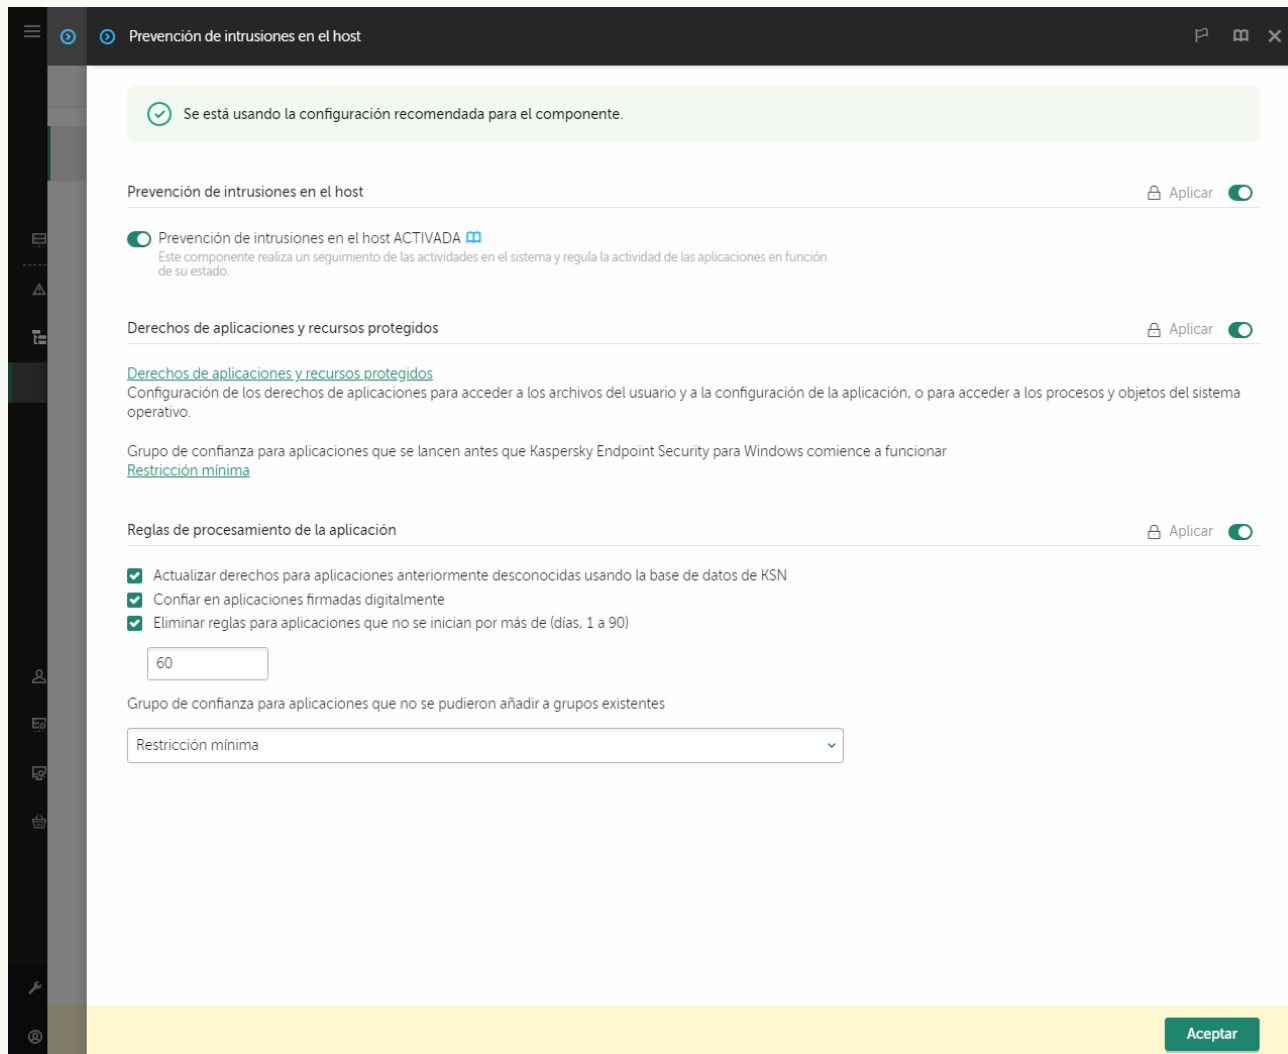 Prevención de intrusiones en el host
Se está usando la configuración recomendada para el componente.
Prevención de intrusiones en el host
Aplicar
Prevención de intrusiones en el host ACTIVADA
Este componente realiza un seguimiento de las actividades en el sistema y regula la actividad de las aplicaciones en función
de su estado.
Derechos de aplicaciones y recursos protegidos
Aplicar
Derechos de aplicaciones y recursos protegidos
Configuración de los derechos de aplicaciones para acceder a los archivos del usuario y a la configuración de la aplicación, o para acceder a los procesos y objetos del sistema
operativo.
Grupo de confianza para aplicaciones que se lancen antes que Kaspersky Endpoint Security para Windows comience a funcionar
Restricción mínima
Reglas de procesamiento de la aplicación
Aplicar
Actualizar derechos para aplicaciones anteriormente desconocidas usando la base de datos de KSN
Confiar en aplicaciones firmadas digitalmente
Eliminar reglas para aplicaciones que no se inician por más de (días, 1 a 90)
60
Grupo de confianza para aplicaciones que no se pudieron añadir a grupos existentes
Restricción mínima
Aceptar